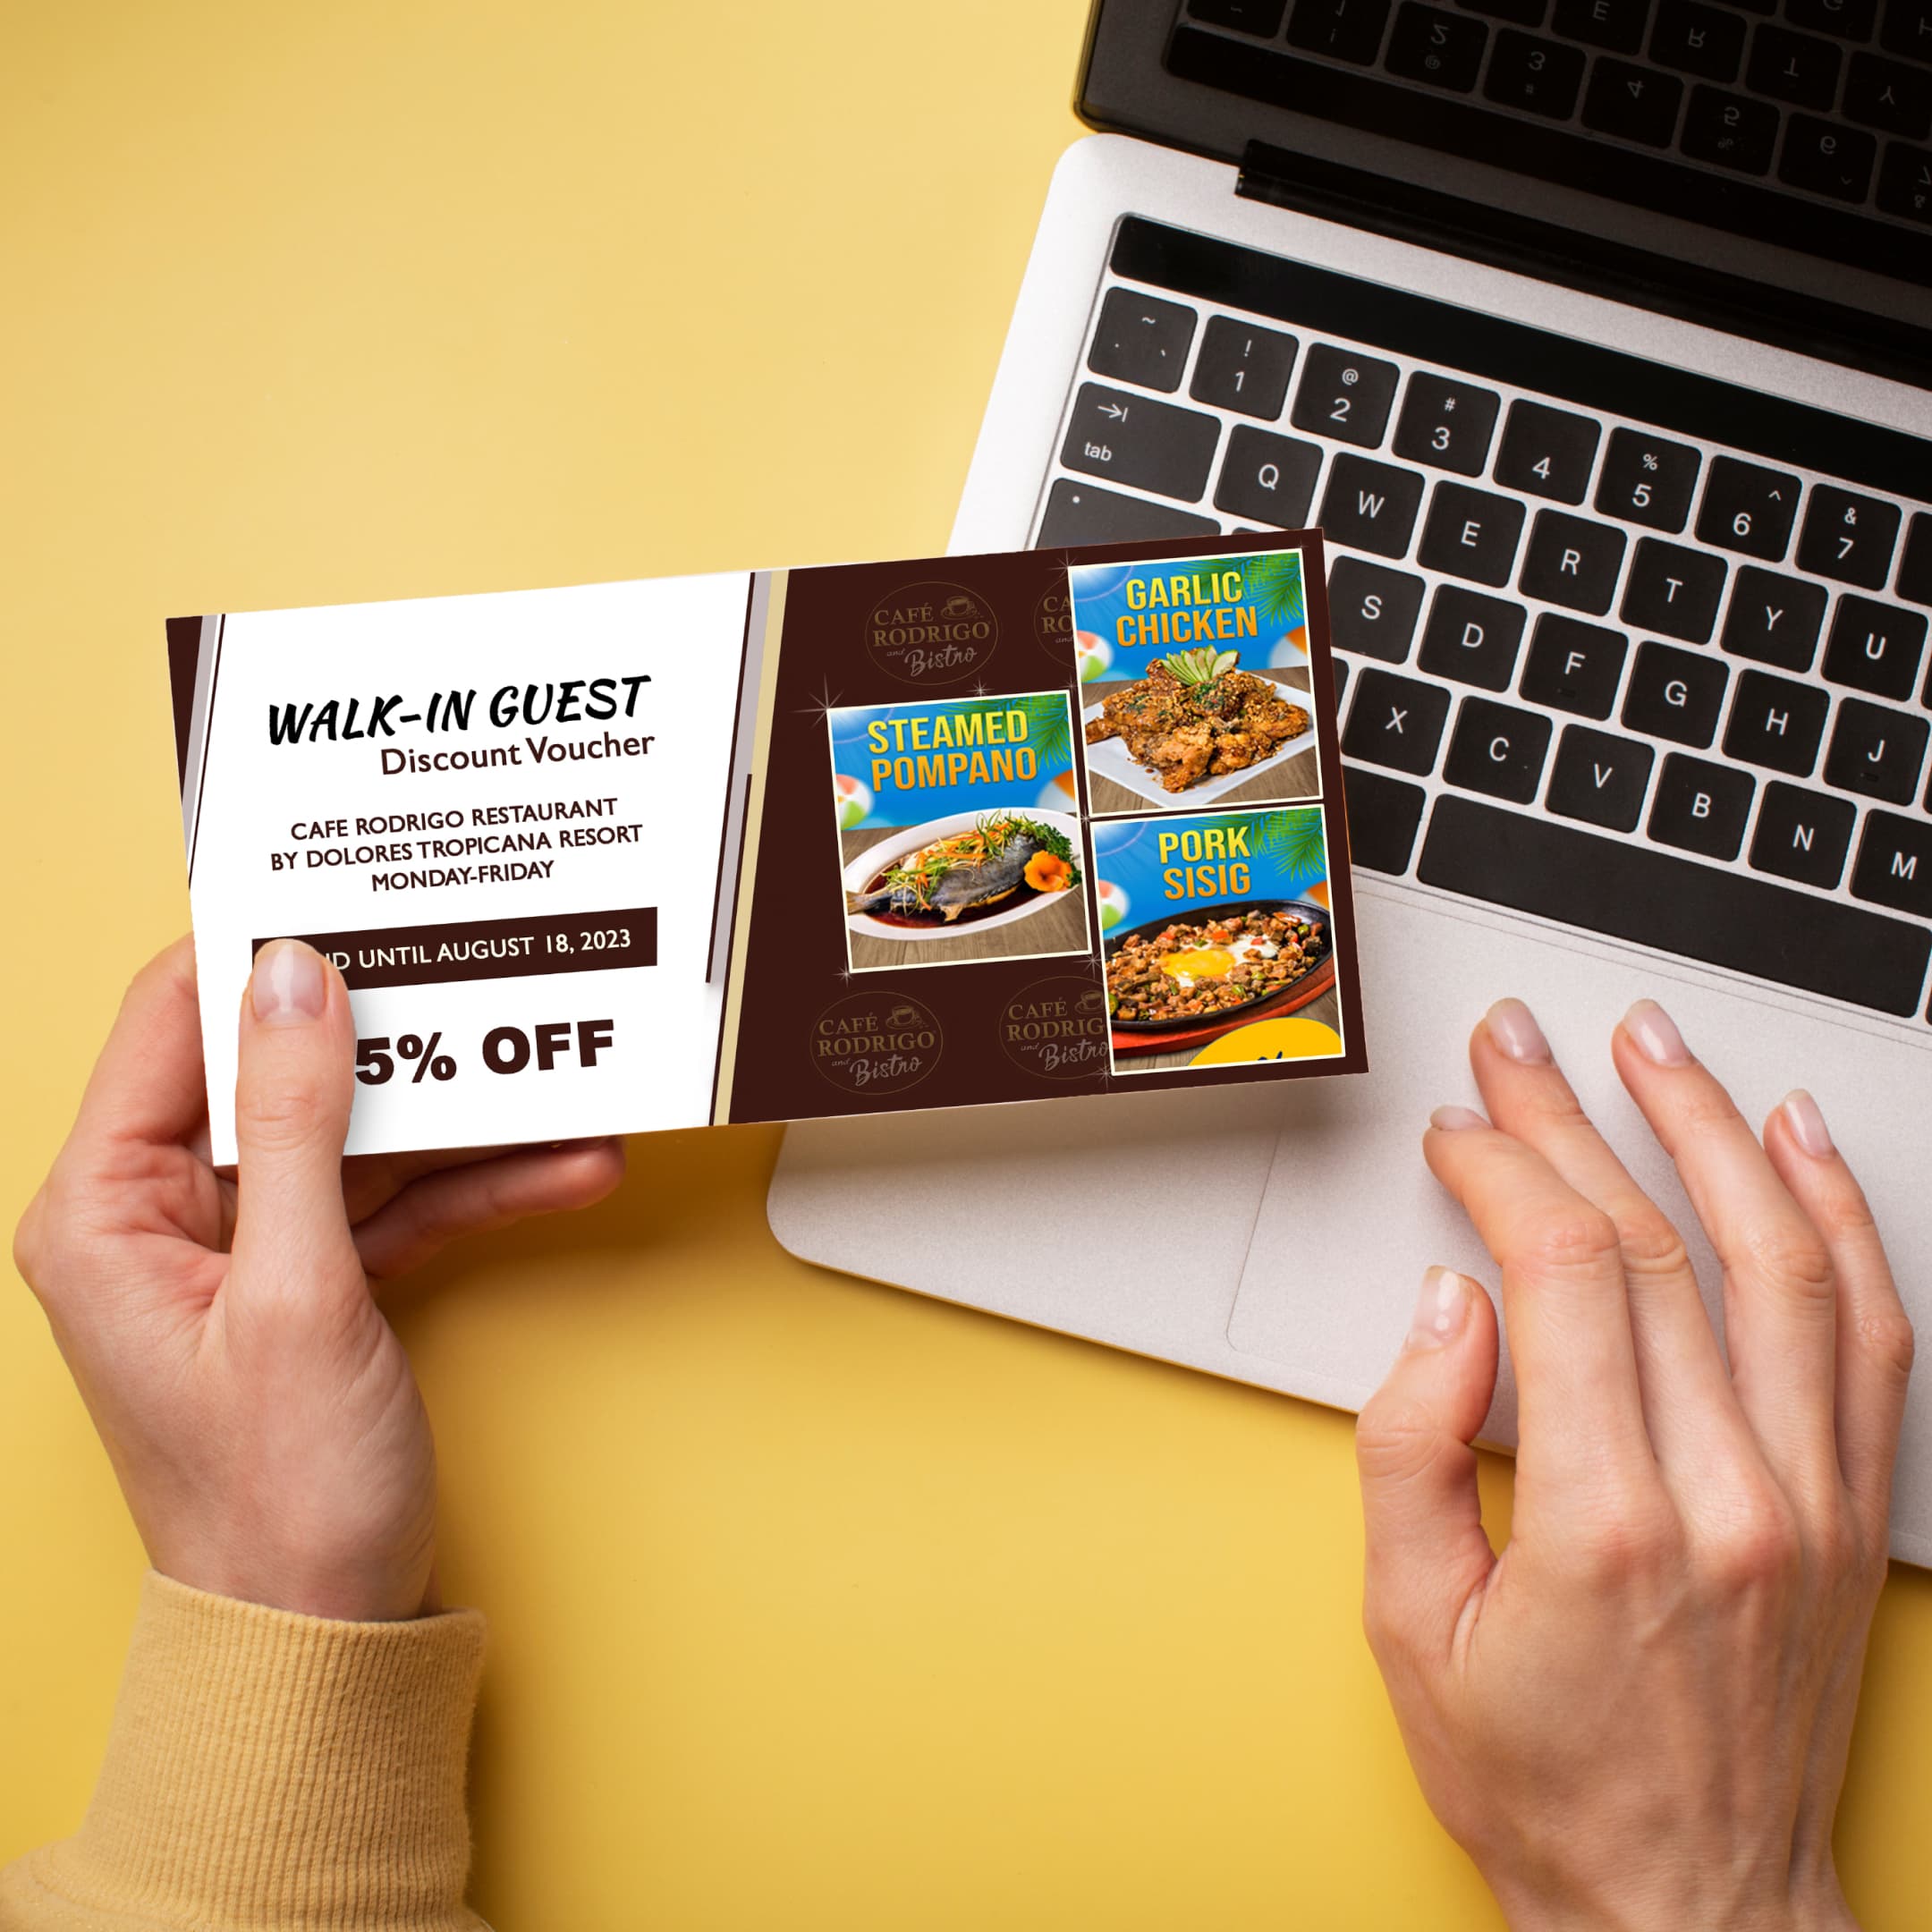 WALK-IN GUEST
Discount Voucher
CAFE RODRIGO RESTAURANT
BY DOLORES TROPICANA RESORT
MONDAY-FRIDAY
UNTIL AUGUST 18, 2023
5% OFF
CAFÉ
RODRIGO
and Bistro
STEAMED
POMPANO
GARLIC
CHICKEN
PORK
SISIG
CAFÉ
RODRIGO
and Bistro
CAFÉ
and Bistro
~
! 1
@ 2
# 3
4
% 5
^ 6
& 7
tab
Q W E R T Y U
S D F G H J
X C V B N M